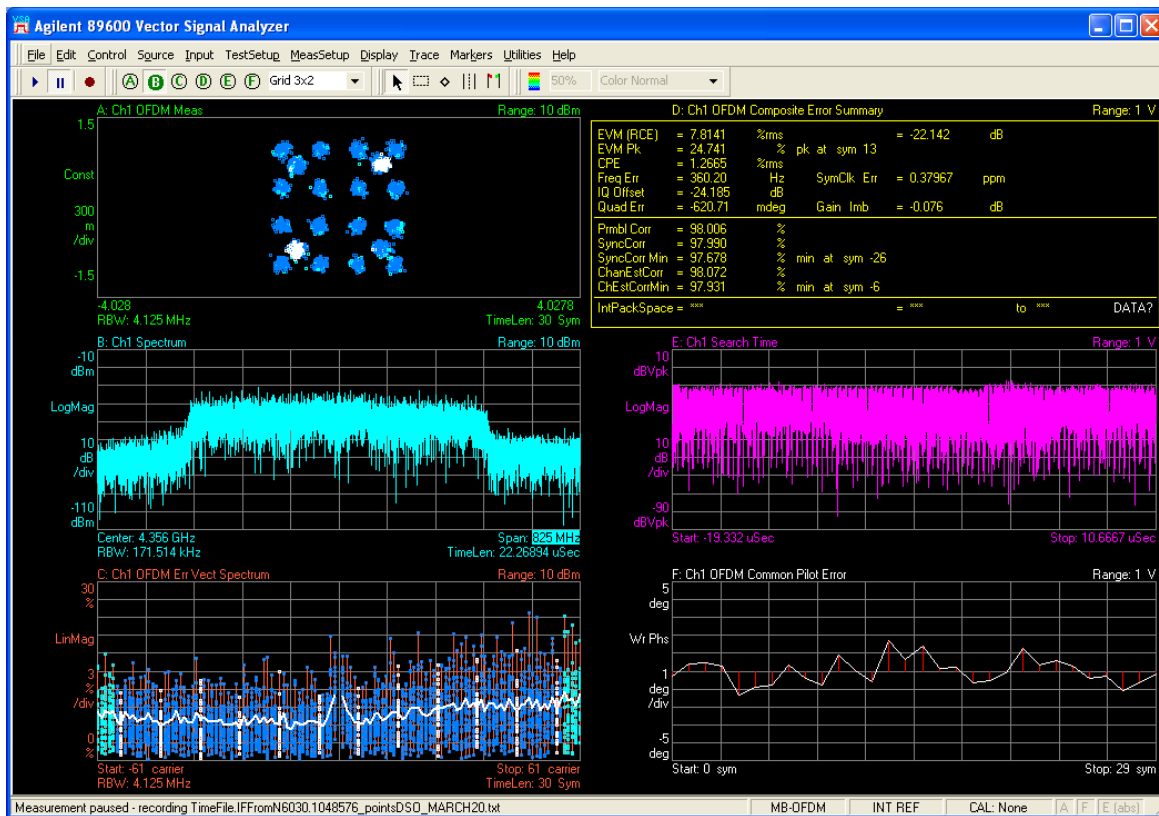 Agilent 89600 Vector Signal Analyzer
File Edit Control Source Input TestSetup MeasSetup Display Trace Markers Utilities Help
A B C D E F Grid 3x2 50% Color Normal
A: Ch1 OFDM Meas Range: 10 dBm
1.5
Const
300
m
/div
-1.5
-4.028 4.0278
RBW: 4.125 MHz TimeLen: 30 Sym
D: Ch1 OFDM Composite Error Summary Range: 1 V
EVM (RCE) = 7.8141 %rms = -22.142 dB
EVM Pk = 24.741 % pk at sym 13
CPE = 1.2665 %rms
Freq Err = 360.20 Hz SymClk Err = 0.37967 ppm
IQ Offset = -24.185 dB
Quad Err = -620.71 mdeg Gain Imb = -0.076 dB
Prmbl Corr = 98.006 %
SyncCorr = 97.990 %
SyncCorr Min = 97.678 % min at sym -26
ChanEstCorr = 98.072 %
ChEstCorrMin = 97.931 % min at sym -6
IntPackSpace = *** = *** to *** DATA?
B: Ch1 Spectrum Range: 10 dBm
-10
dBm
LogMag
10
dB
/div
-110
dBm
Center: 4.356 GHz Span: 825 MHz
RBW: 171.514 kHz TimeLen: 22.26894 uSec
E: Ch1 Search Time Range: 1 V
10
dBVpk
LogMag
10
dB
/div
-90
dBVpk
Start: -19.332 uSec Stop: 10.6667 uSec
C: Ch1 OFDM Err Vect Spectrum Range: 10 dBm
30
%
LinMag
3
%
/div
0
%
Start: -61 carrier Stop: 61 carrier
RBW: 4.125 MHz TimeLen: 30 Sym
F: Ch1 OFDM Common Pilot Error Range: 1 V
5
deg
Wr Phs
1
deg
/div
-5
deg
Start: 0 sym Stop: 29 sym
Measurement paused - recording TimeFile.IFFromN6030.1048576_pointsDSO_MARCH20.txt MB-OFDM INT REF CAL: None A F E (abs)